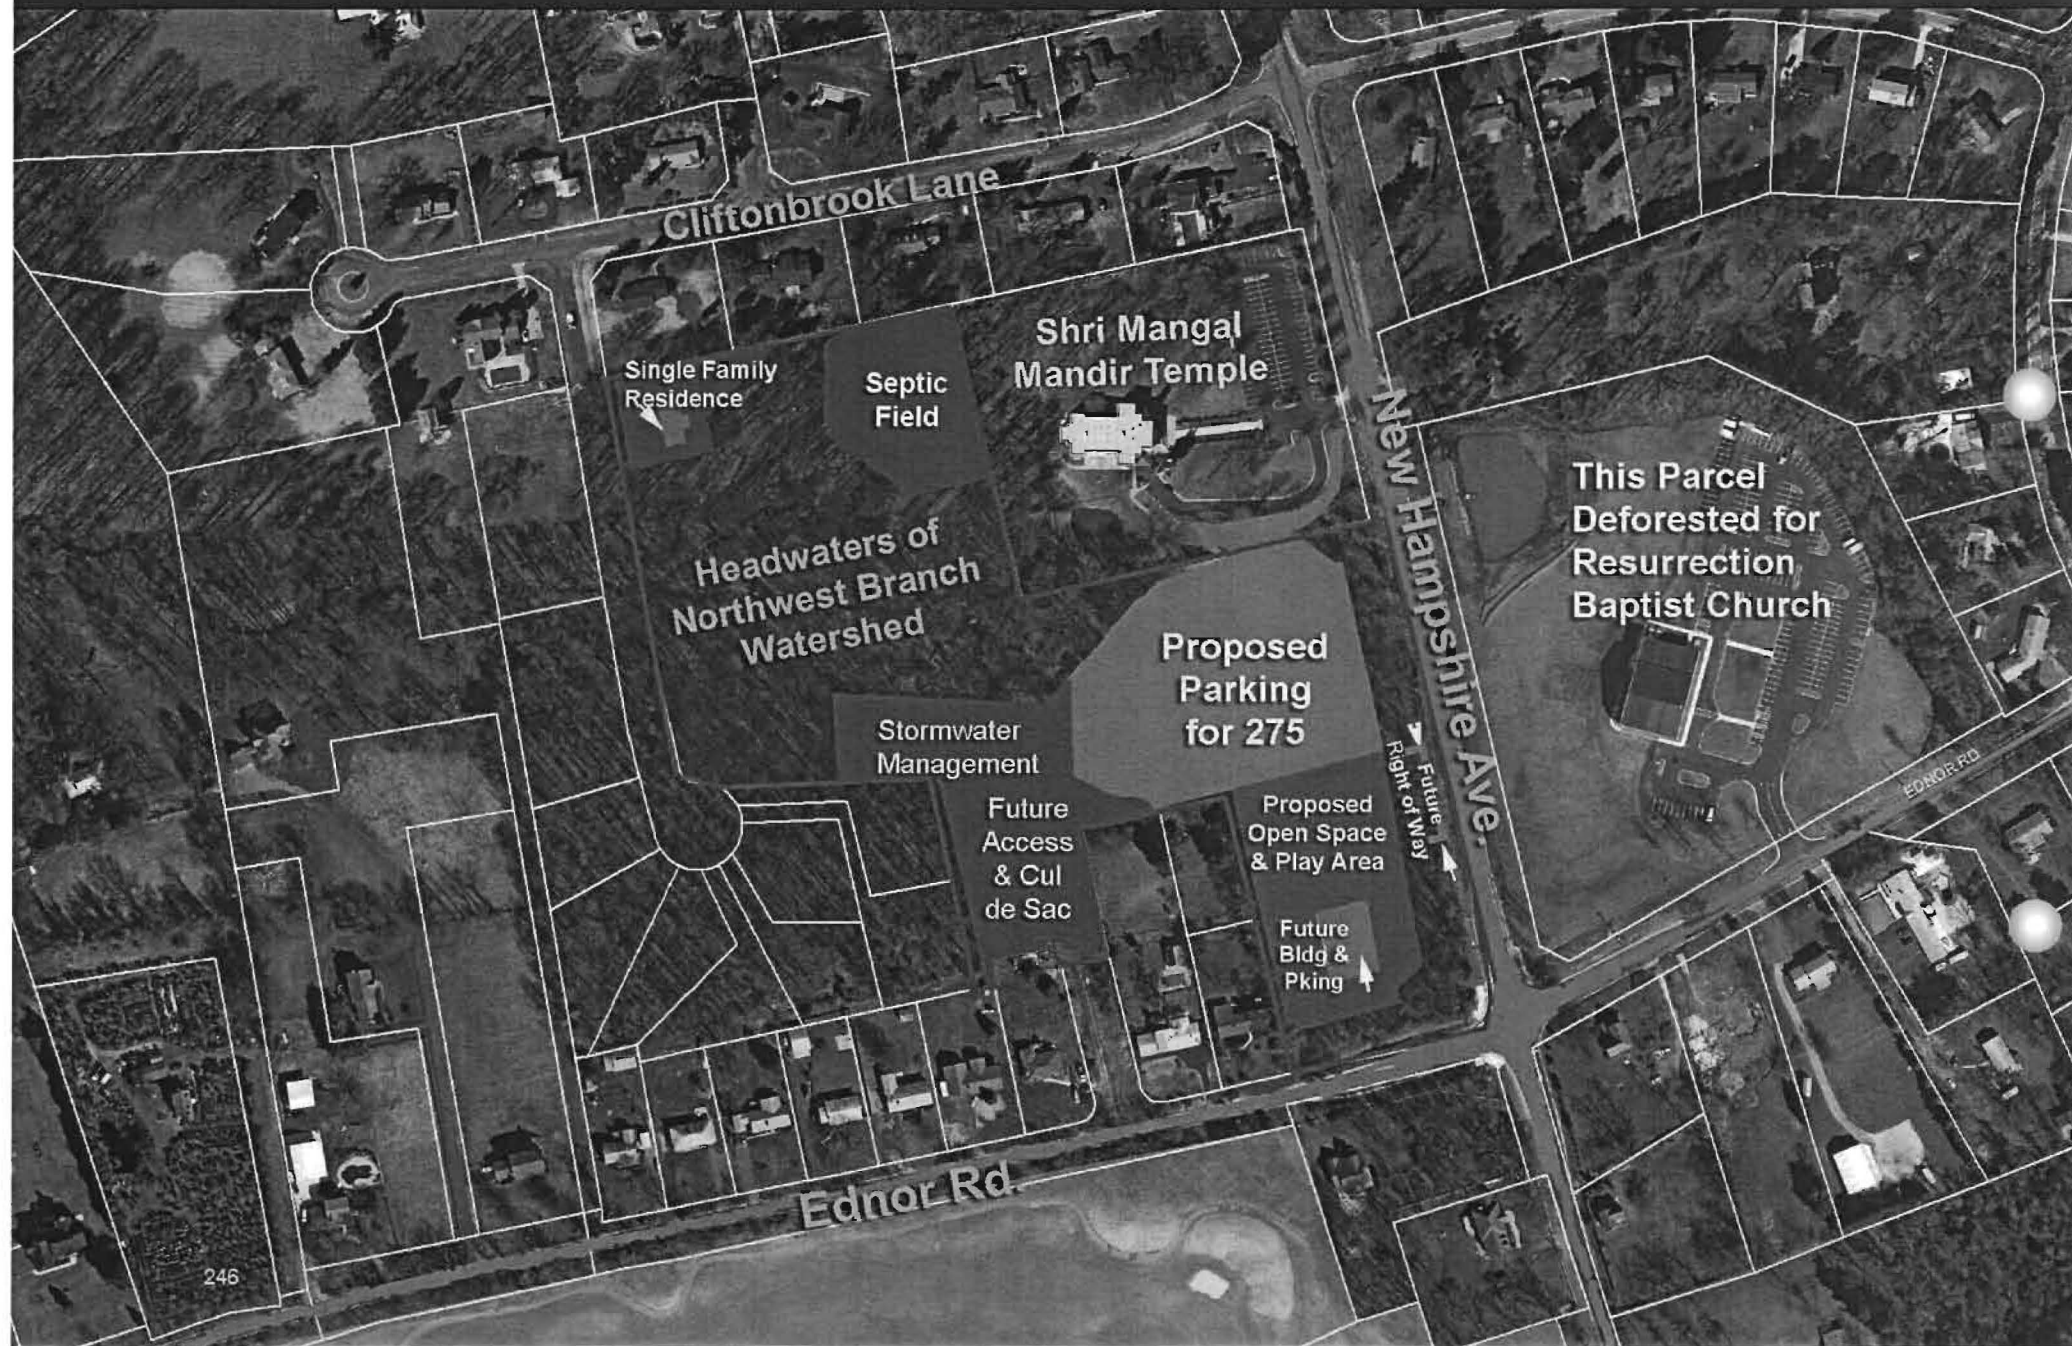 Cliftonbrook Lane
Shri Mangal
Mandir Temple
Single Family
Residence
Septic
Field
New Hampshire Ave.
This Parcel
Deforested for
Resurrection
Baptist Church
Headwaters of
Northwest Branch
Watershed
Proposed
Parking
for 275
Stormwater
Management
Future
Right of Way
EDNOR RD
Future
Access
& Cul
de Sac
Proposed
Open Space
& Play Area
Future
Bldg &
Pking
Ednor Rd.
246